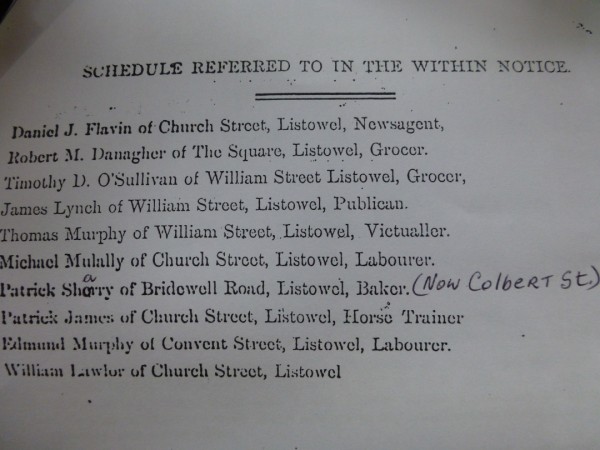 SCHEDULE REFERRED TO IN THE WITHIN NOTICE.
Daniel J. Flavin of Church Street, Listowel, Newsagent,
Robert M. Danagher of The Square, Listowel, Grocer.
Timothy D. O'Sullivan of William Street Listowel, Grocer,
James Lynch of William Street, Listowel, Publican.
Thomas Murphy of William Street, Listowel, Victualler.
Michael Mulally of Church Street, Listowel, Labourer.
Patrick Sharry of Bridewell Road, Listowel, Baker. (Now Colbert St.)
Patrick James of Church Street, Listowel, Horse Trainer
Edmund Murphy of Convent Street, Listowel, Labourer.
William Lawlor of Church Street, Listowel